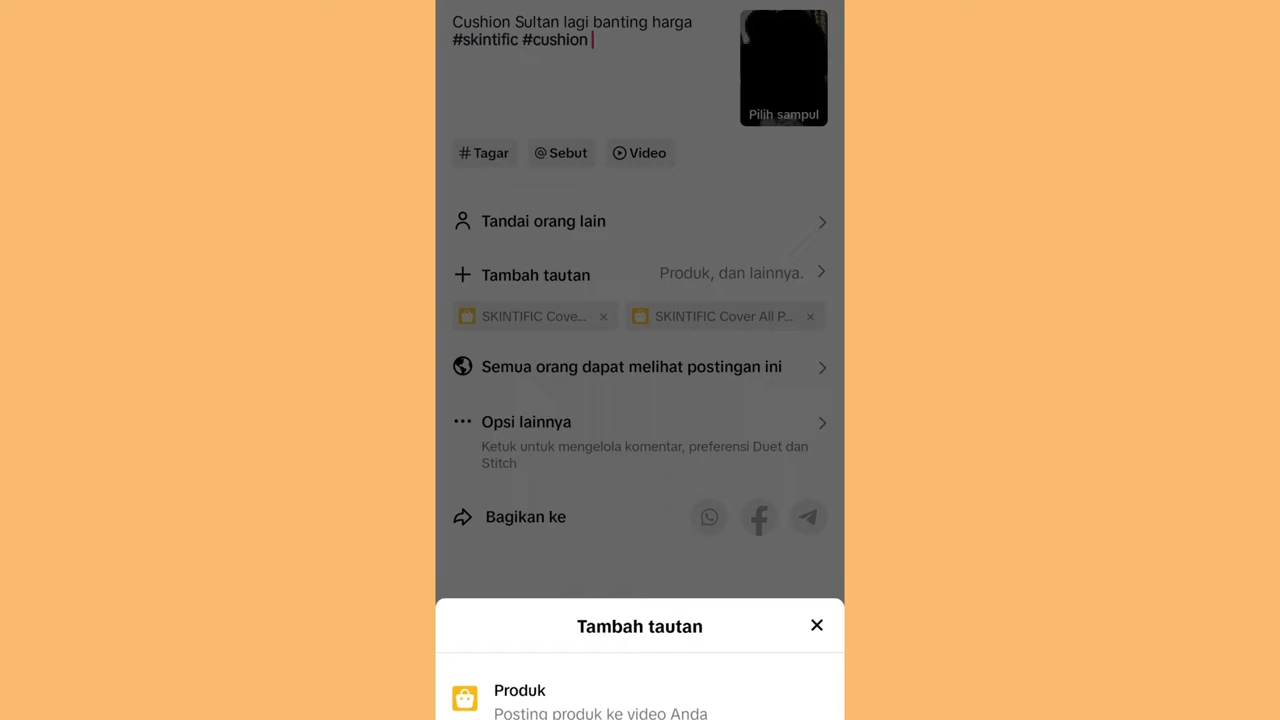 Cushion Sultan lagi banting harga
#skintific #cushion
Pilih sampul
# Tagar
@ Sebut
Video
Tandai orang lain
Tambah tautan
Produk, dan lainnya.
SKINTIFIC Cove... ×
SKINTIFIC Cover All P... ×
Semua orang dapat melihat postingan ini
Opsi lainnya
Ketuk untuk mengelola komentar, preferensi Duet dan
Stitch
Bagikan ke
Tambah tautan
Produk
Posting produk ke video Anda